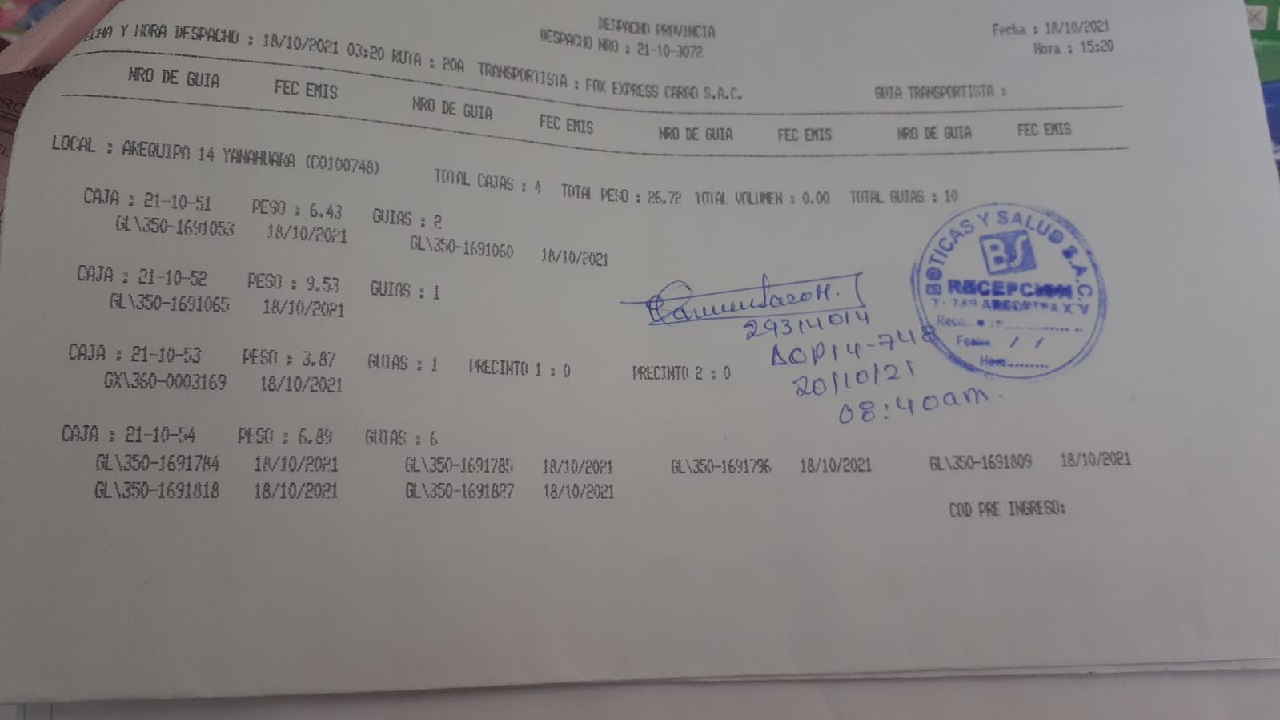 DESPACHO PROVINCIA
Fecha : 18/10/2021
DESPACHO NRO : 21-10-3072
Hora : 15:20
ECHA Y HORA DESPACHO : 18/10/2021 03:20 RUTA : 20A TRANSPORTISTA : FOX EXPRESS CARGO S.A.C. GUIA TRANSPORTISTA :
NRO DE GUIA FEC EMIS NRO DE GUIA FEC EMIS NRO DE GUIA FEC EMIS NRO DE GUIA FEC EMIS
LOCAL : AREQUIPA 14 YANAHUARA (CO100748) TOTAL CAJAS : 4 TOTAL PESO : 26.72 TOTAL VOLUMEN : 0.00 TOTAL GUIAS : 10
CAJA : 21-10-51 PESO : 6.43 GUIAS : 2
GL\350-1691053 18/10/2021 GL\350-1691060 18/10/2021
CAJA : 21-10-52 PESO : 9.53 GUIAS : 1
GL\350-1691065 18/10/2021
CAJA : 21-10-53 PESO : 3.87 GUIAS : 1 PRECINTO 1 : 0 PRECINTO 2 : 0
GX\360-0003169 18/10/2021
CAJA : 21-10-54 PESO : 6.89 GUIAS : 6
GL\350-1691784 18/10/2021 GL\350-1691785 18/10/2021 GL\350-1691796 18/10/2021 GL\350-1691809 18/10/2021
GL\350-1691818 18/10/2021 GL\350-1691827 18/10/2021
COD PRE INGRESO:
29314014
AQP14-748
20/10/21
08:40am.
BOTICAS Y SALUD S.A.C.
BS
RECEPCION
Fecha / /
Hora